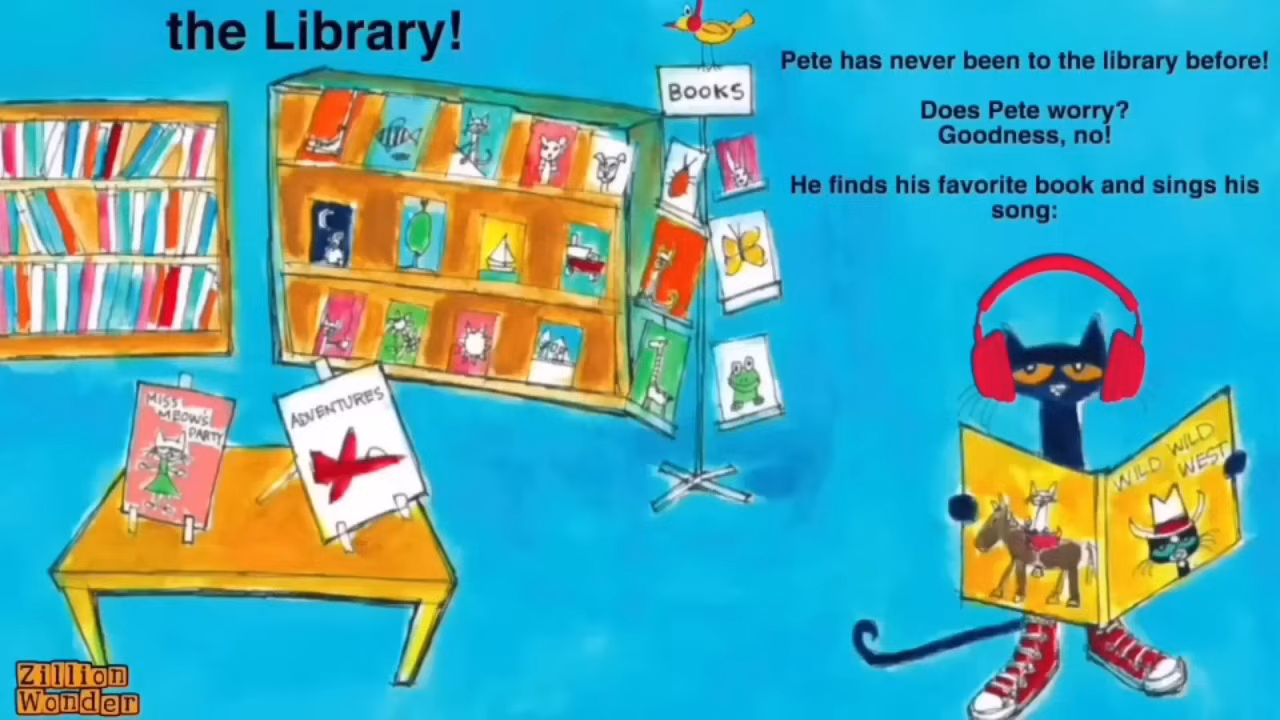 the Library!
BOOKS
Pete has never been to the library before!
Does Pete worry?
Goodness, no!
He finds his favorite book and sings his
song:
MISS
MEOW'S
PARTY
ADVENTURES
WILD WILD
WEST
Zillion
Wonder